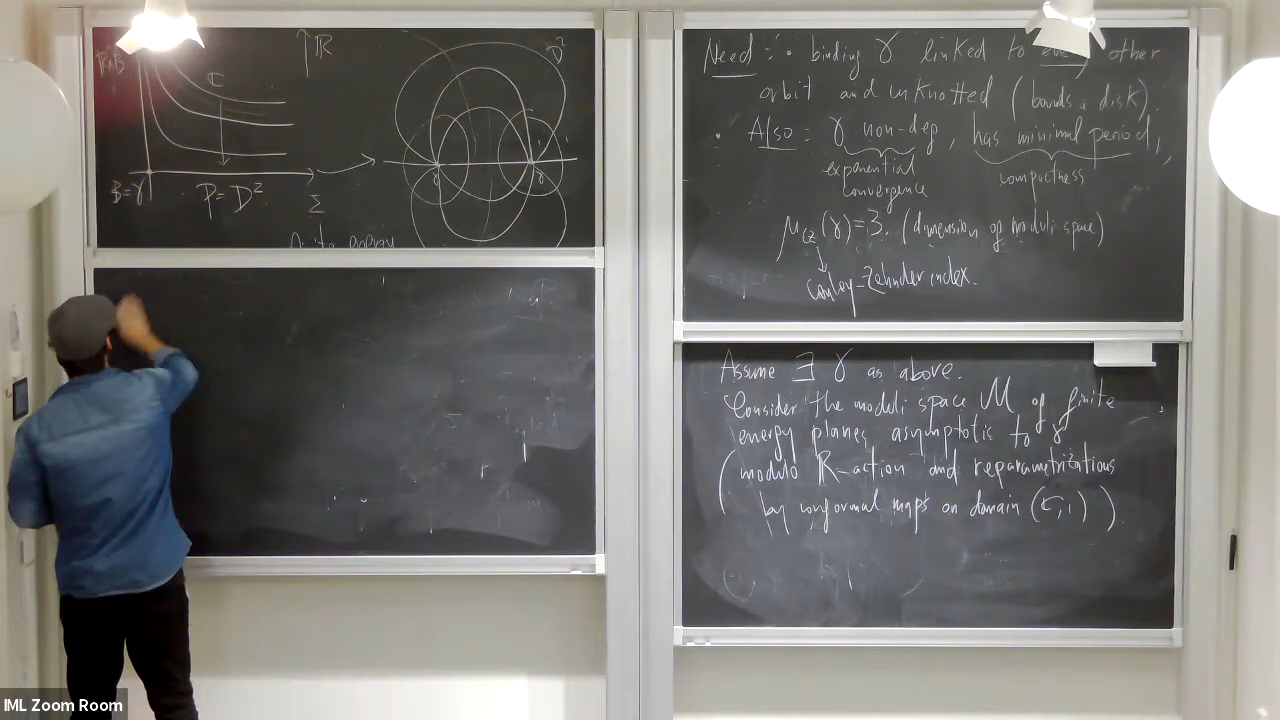 R×B
ℂ
↑ℝ
D²
B=γ
P=D²
Σ
γ
γ
finite energy
Need: • binding γ linked to every other
orbit and unknotted (bounds a disk).
• Also: γ non-deg, has minimal period,
exponential convergence
compactness
μ_CZ(γ)=3. (dimension of moduli space)
Conley-Zehnder index.
Assume ∃ γ as above.
Consider the moduli space M of finite
energy planes asymptotic to γ
(modulo ℝ-action and reparametrizations
by conformal maps on domain (ℂ,i)).
IML Zoom Room